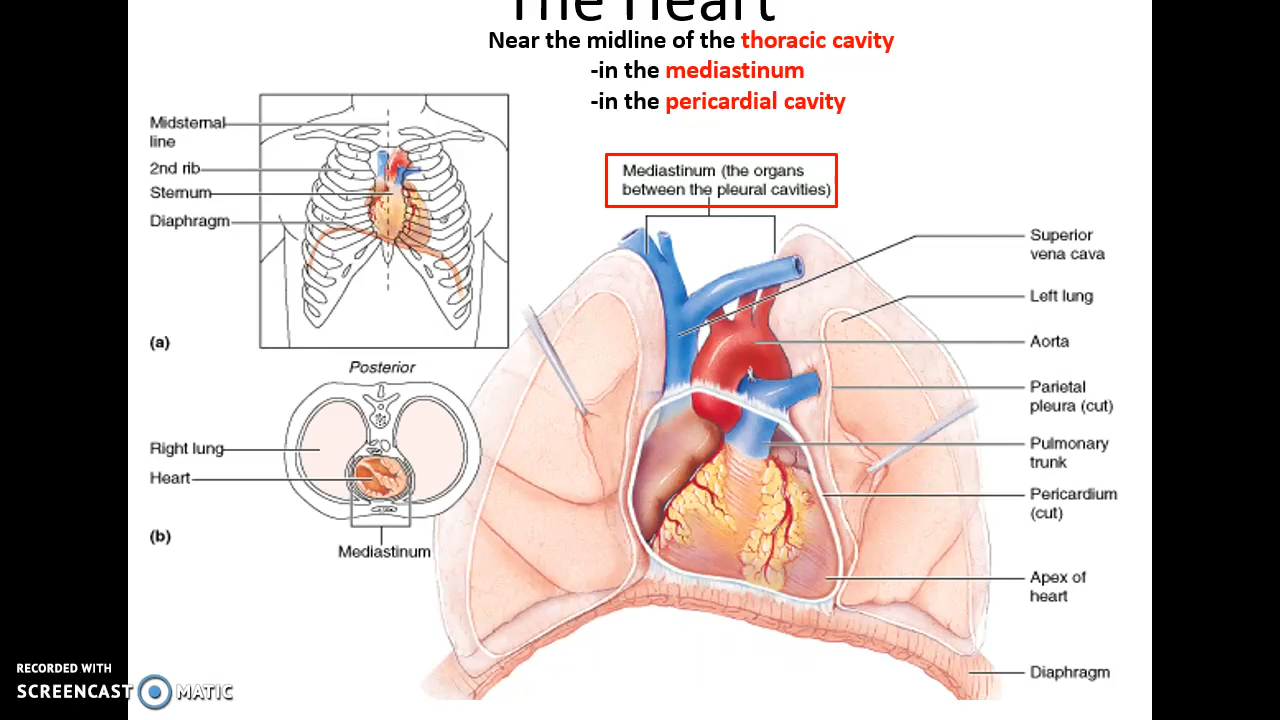 The Heart
Near the midline of the thoracic cavity
-in the mediastinum
-in the pericardial cavity
Midsternal
line
2nd rib
Sternum
Diaphragm
(a)
Posterior
Right lung
Heart
(b)
Mediastinum
Mediastinum (the organs
between the pleural cavities)
Superior
vena cava
Left lung
Aorta
Parietal
pleura (cut)
Pulmonary
trunk
Pericardium
(cut)
Apex of
heart
Diaphragm
RECORDED WITH
SCREENCAST MATIC